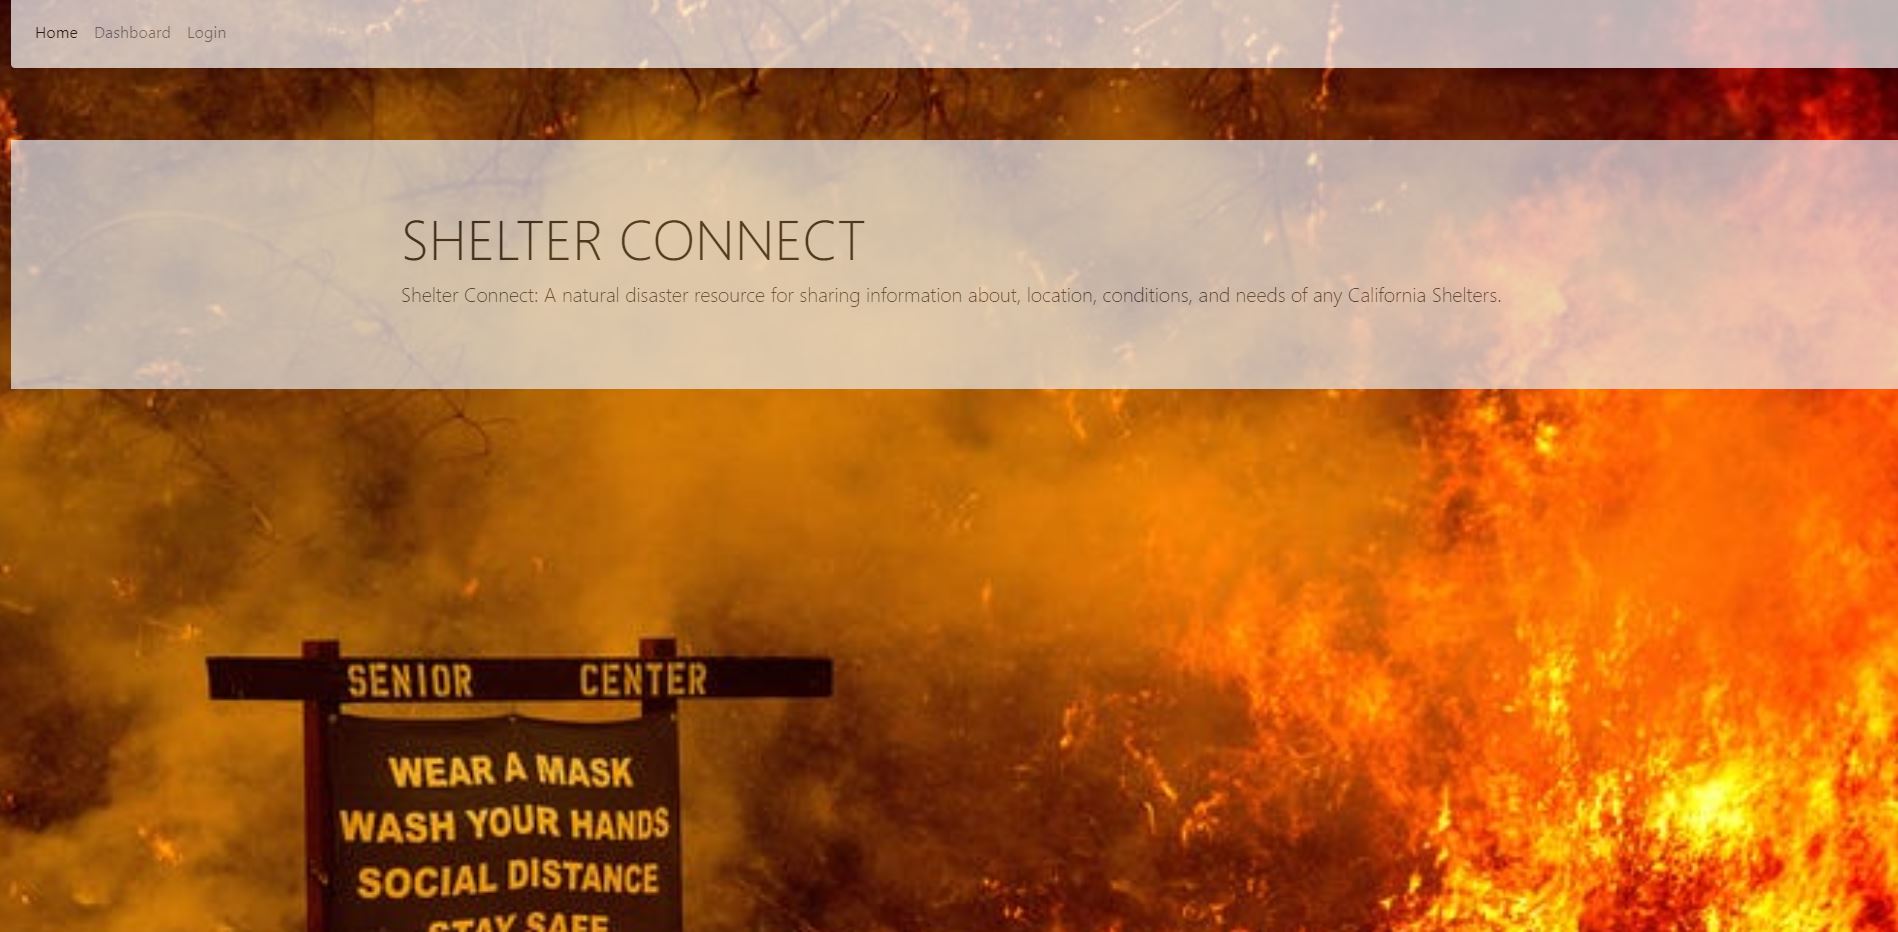 Home Dashboard Login
SHELTER CONNECT
Shelter Connect: A natural disaster resource for sharing information about, location, conditions, and needs of any California Shelters.
SENIOR CENTER
WEAR A MASK
WASH YOUR HANDS
SOCIAL DISTANCE
STAY SAFE